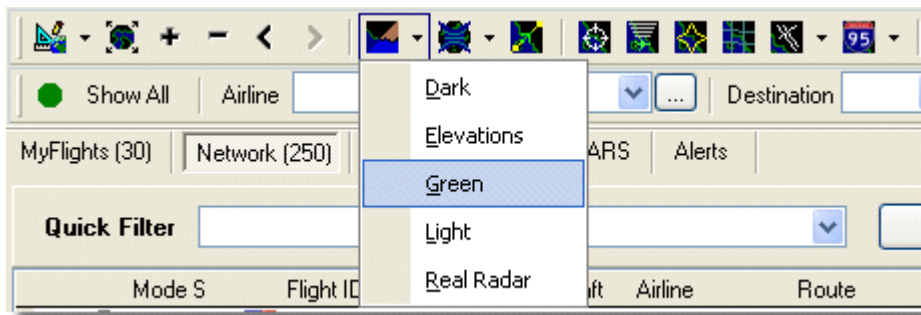 95
Show All Airline ... Destination
Dark
MyFlights (30) Network (250) ARS Alerts
Elevations
Green
Quick Filter
Light
Real Radar
Mode S Flight ID ft Airline Route